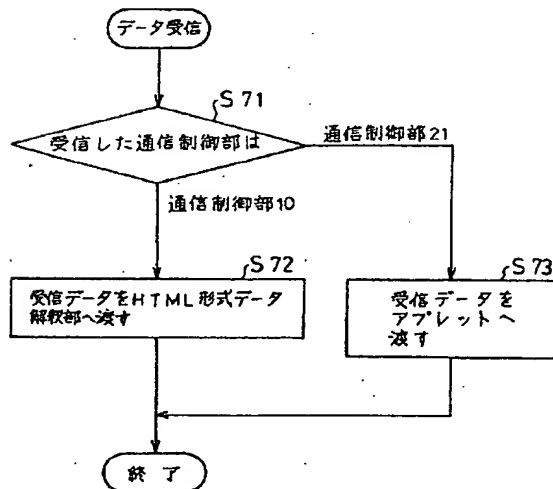 データ受信
S71
受信した通信制御部は
通信制御部21
通信制御部10
S72
S73
受信データをHTML形式データ
解釈部へ渡す
受信データを
アプレットへ
渡す
終了